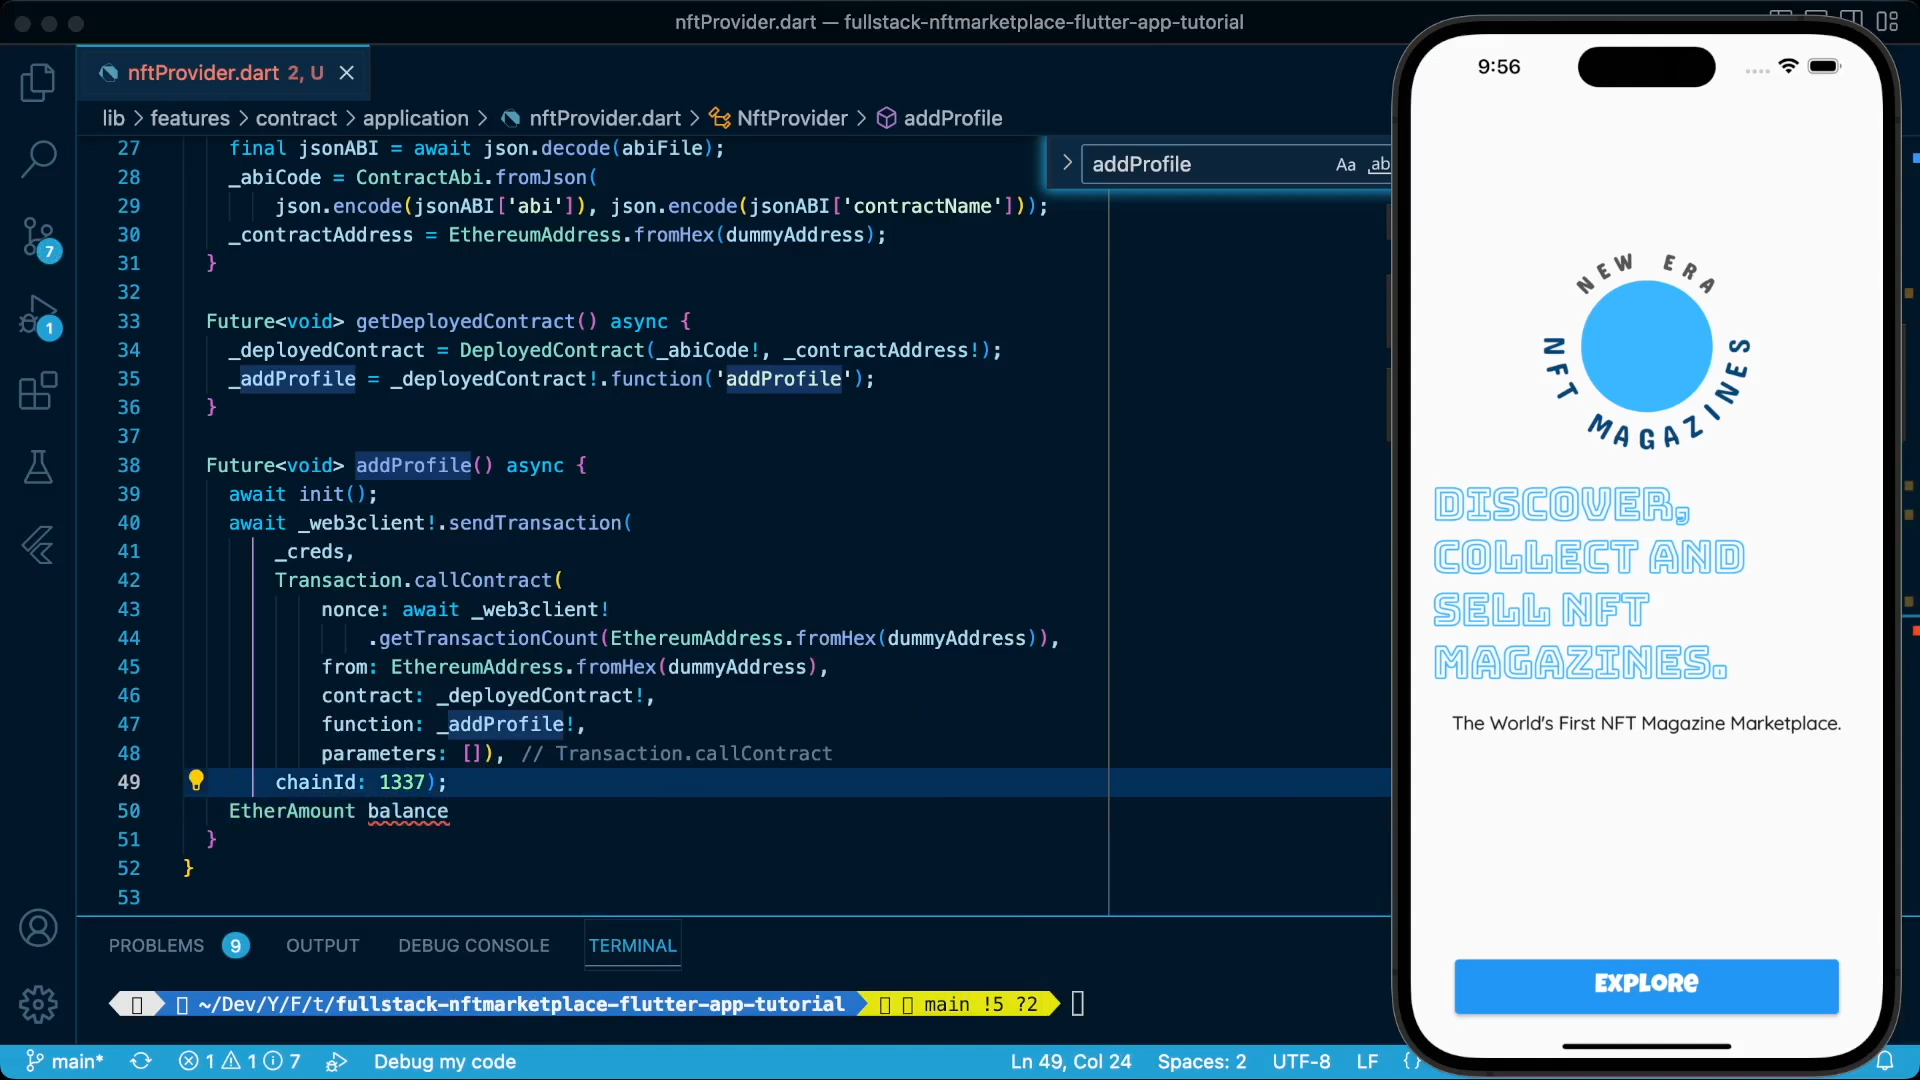 nftProvider.dart — fullstack-nftmarketplace-flutter-app-tutorial
nftProvider.dart 2, U
lib > features > contract > application > nftProvider.dart > NftProvider > addProfile
addProfile Aa ab
27 final jsonABI = await json.decode(abiFile);
28 _abiCode = ContractAbi.fromJson(
29 json.encode(jsonABI['abi']), json.encode(jsonABI['contractName']));
30 _contractAddress = EthereumAddress.fromHex(dummyAddress);
31 }
32
33 Future<void> getDeployedContract() async {
34 _deployedContract = DeployedContract(_abiCode!, _contractAddress!);
35 _addProfile = _deployedContract!.function('addProfile');
36 }
37
38 Future<void> addProfile() async {
39 await init();
40 await _web3client!.sendTransaction(
41 _creds,
42 Transaction.callContract(
43 nonce: await _web3client!
44 .getTransactionCount(EthereumAddress.fromHex(dummyAddress)),
45 from: EthereumAddress.fromHex(dummyAddress),
46 contract: _deployedContract!,
47 function: _addProfile!,
48 parameters: []), // Transaction.callContract
49 chainId: 1337);
50 EtherAmount balance
51 }
52 }
53
7
1
PROBLEMS 9 OUTPUT DEBUG CONSOLE TERMINAL
~/Dev/Y/F/t/fullstack-nftmarketplace-flutter-app-tutorial main !5 ?2
main* 1 1 7 Debug my code Ln 49, Col 24 Spaces: 2 UTF-8 LF {
9:56
NEW ERA
NFT MAGAZINES
DISCOVER,
COLLECT AND
SELL NFT
MAGAZINES.
The World's First NFT Magazine Marketplace.
EXPLORE